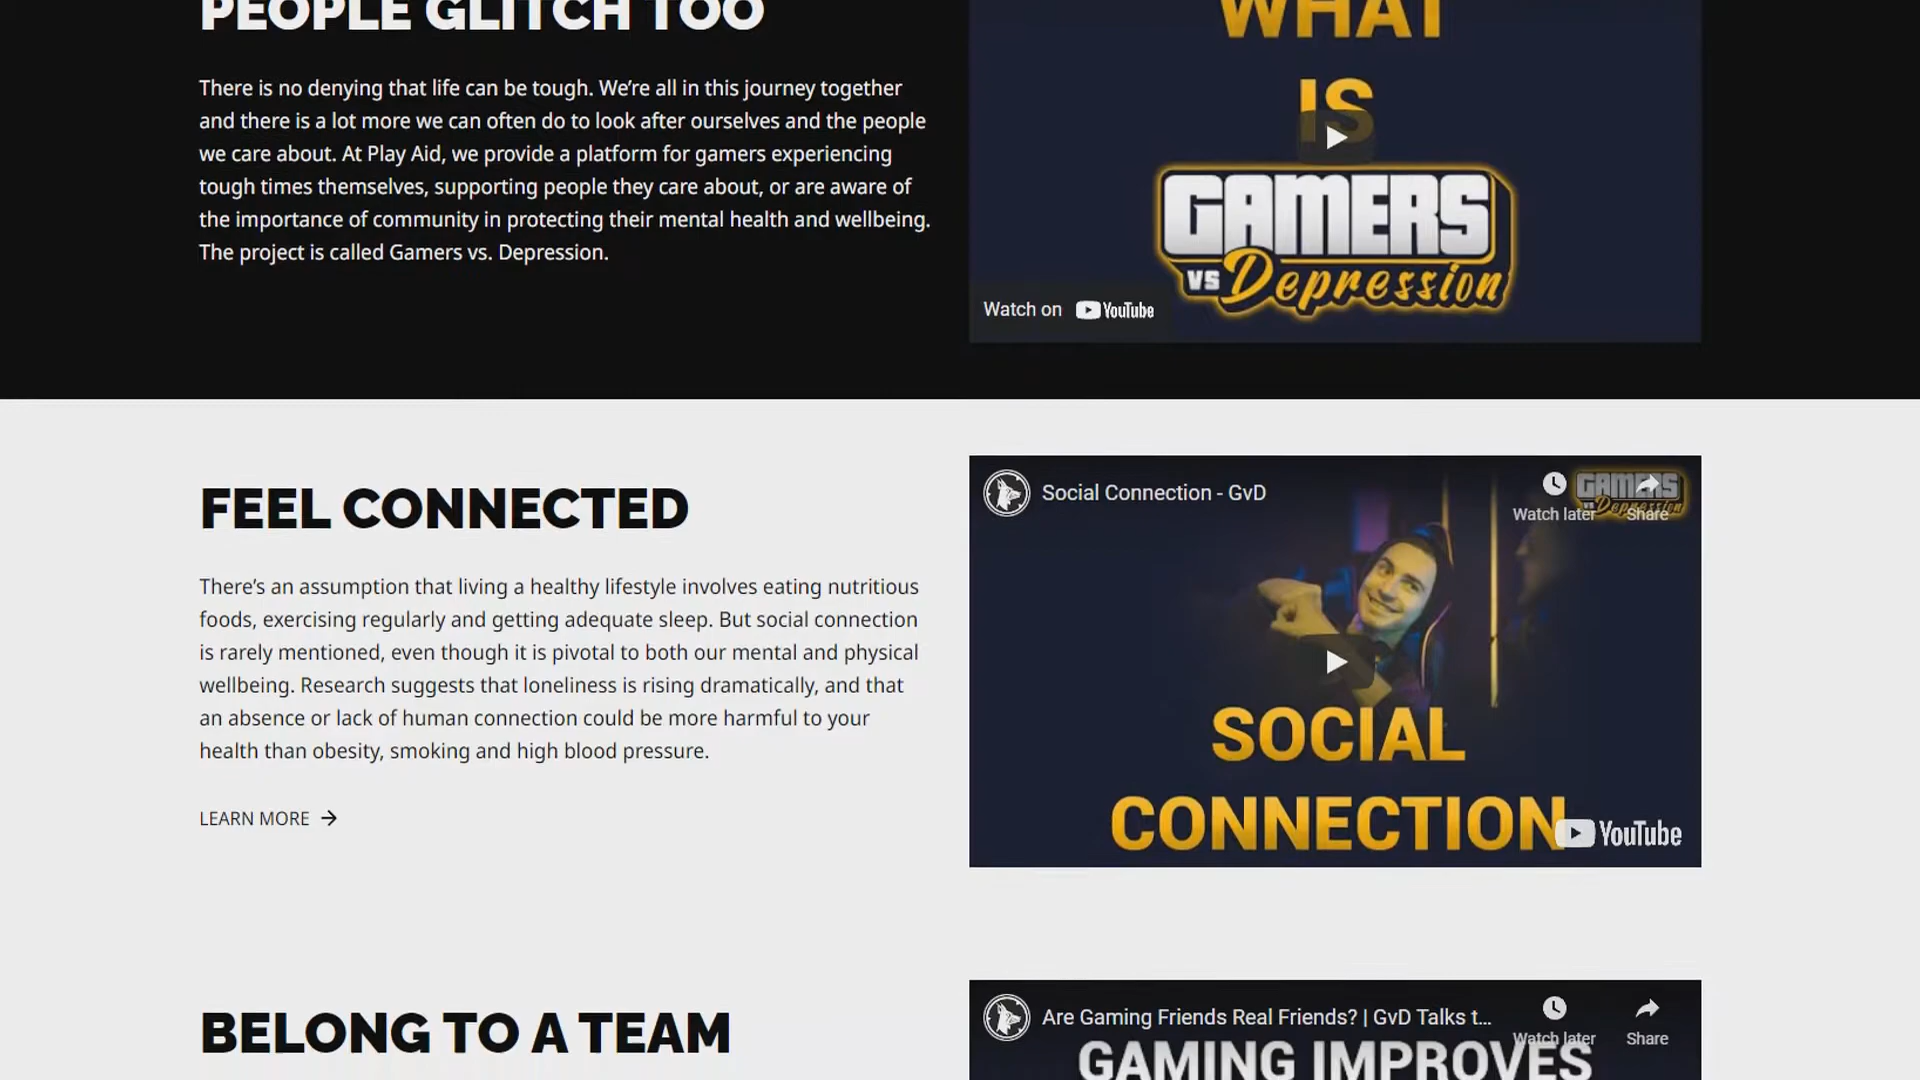 PEOPLE GLITCH TOO
There is no denying that life can be tough. We’re all in this journey together
and there is a lot more we can often do to look after ourselves and the people
we care about. At Play Aid, we provide a platform for gamers experiencing
tough times themselves, supporting people they care about, or are aware of
the importance of community in protecting their mental health and wellbeing.
The project is called Gamers vs. Depression.
WHAT
IS
GAMERS
VS Depression
Watch on YouTube
FEEL CONNECTED
There’s an assumption that living a healthy lifestyle involves eating nutritious
foods, exercising regularly and getting adequate sleep. But social connection
is rarely mentioned, even though it is pivotal to both our mental and physical
wellbeing. Research suggests that loneliness is rising dramatically, and that
an absence or lack of human connection could be more harmful to your
health than obesity, smoking and high blood pressure.
LEARN MORE
Social Connection - GvD
Watch later
Share
GAMERS
VS Depression
SOCIAL
CONNECTION
YouTube
BELONG TO A TEAM
Are Gaming Friends Real Friends? | GvD Talks t...
Watch later
Share
GAMING IMPROVES